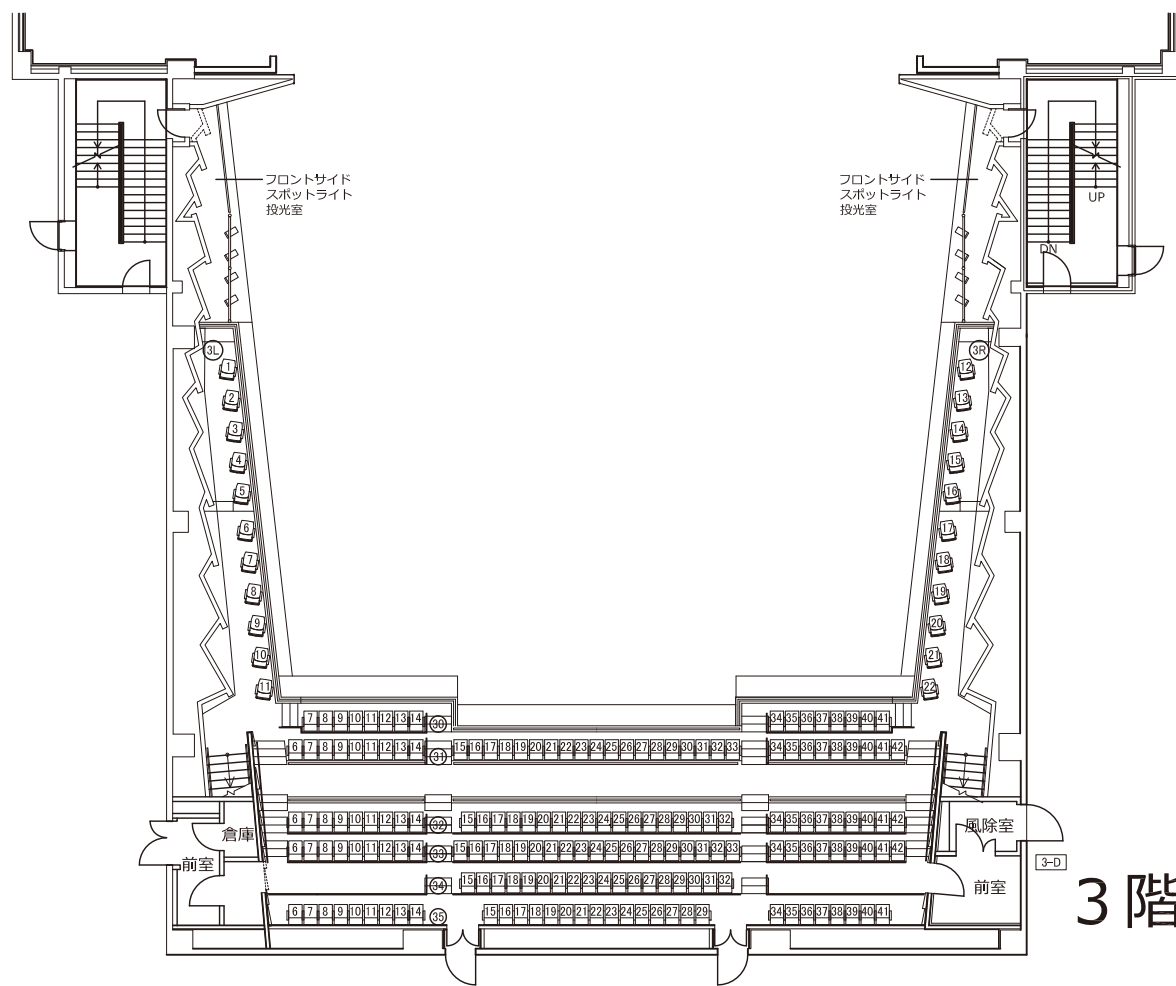 フロントサイド
スポットライト
投光室
フロントサイド
スポットライト
投光室
UP
DN
3L
3R
1
12
2
13
3
14
4
15
5
16
6
17
7
18
8
19
9
20
10
21
11
22
7 8 9 10 11 12 13 14 30 34 35 36 37 38 39 40 41
6 7 8 9 10 11 12 13 14 31 15 16 17 18 19 20 21 22 23 24 25 26 27 28 29 30 31 32 33 34 35 36 37 38 39 40 41 42
6 7 8 9 10 11 12 13 14 32 15 16 17 18 19 20 21 22 23 24 25 26 27 28 29 30 31 32 34 35 36 37 38 39 40 41 42
倉庫
風除室
6 7 8 9 10 11 12 13 14 33 15 16 17 18 19 20 21 22 23 24 25 26 27 28 29 30 31 32 33 34 35 36 37 38 39 40 41 42
前室
3-D
34 15 16 17 18 19 20 21 22 23 24 25 26 27 28 29 30 31 32
前室
3階
6 7 8 9 10 11 12 13 14 35 15 16 17 18 19 20 21 22 23 24 25 26 27 28 29 34 35 36 37 38 39 40 41